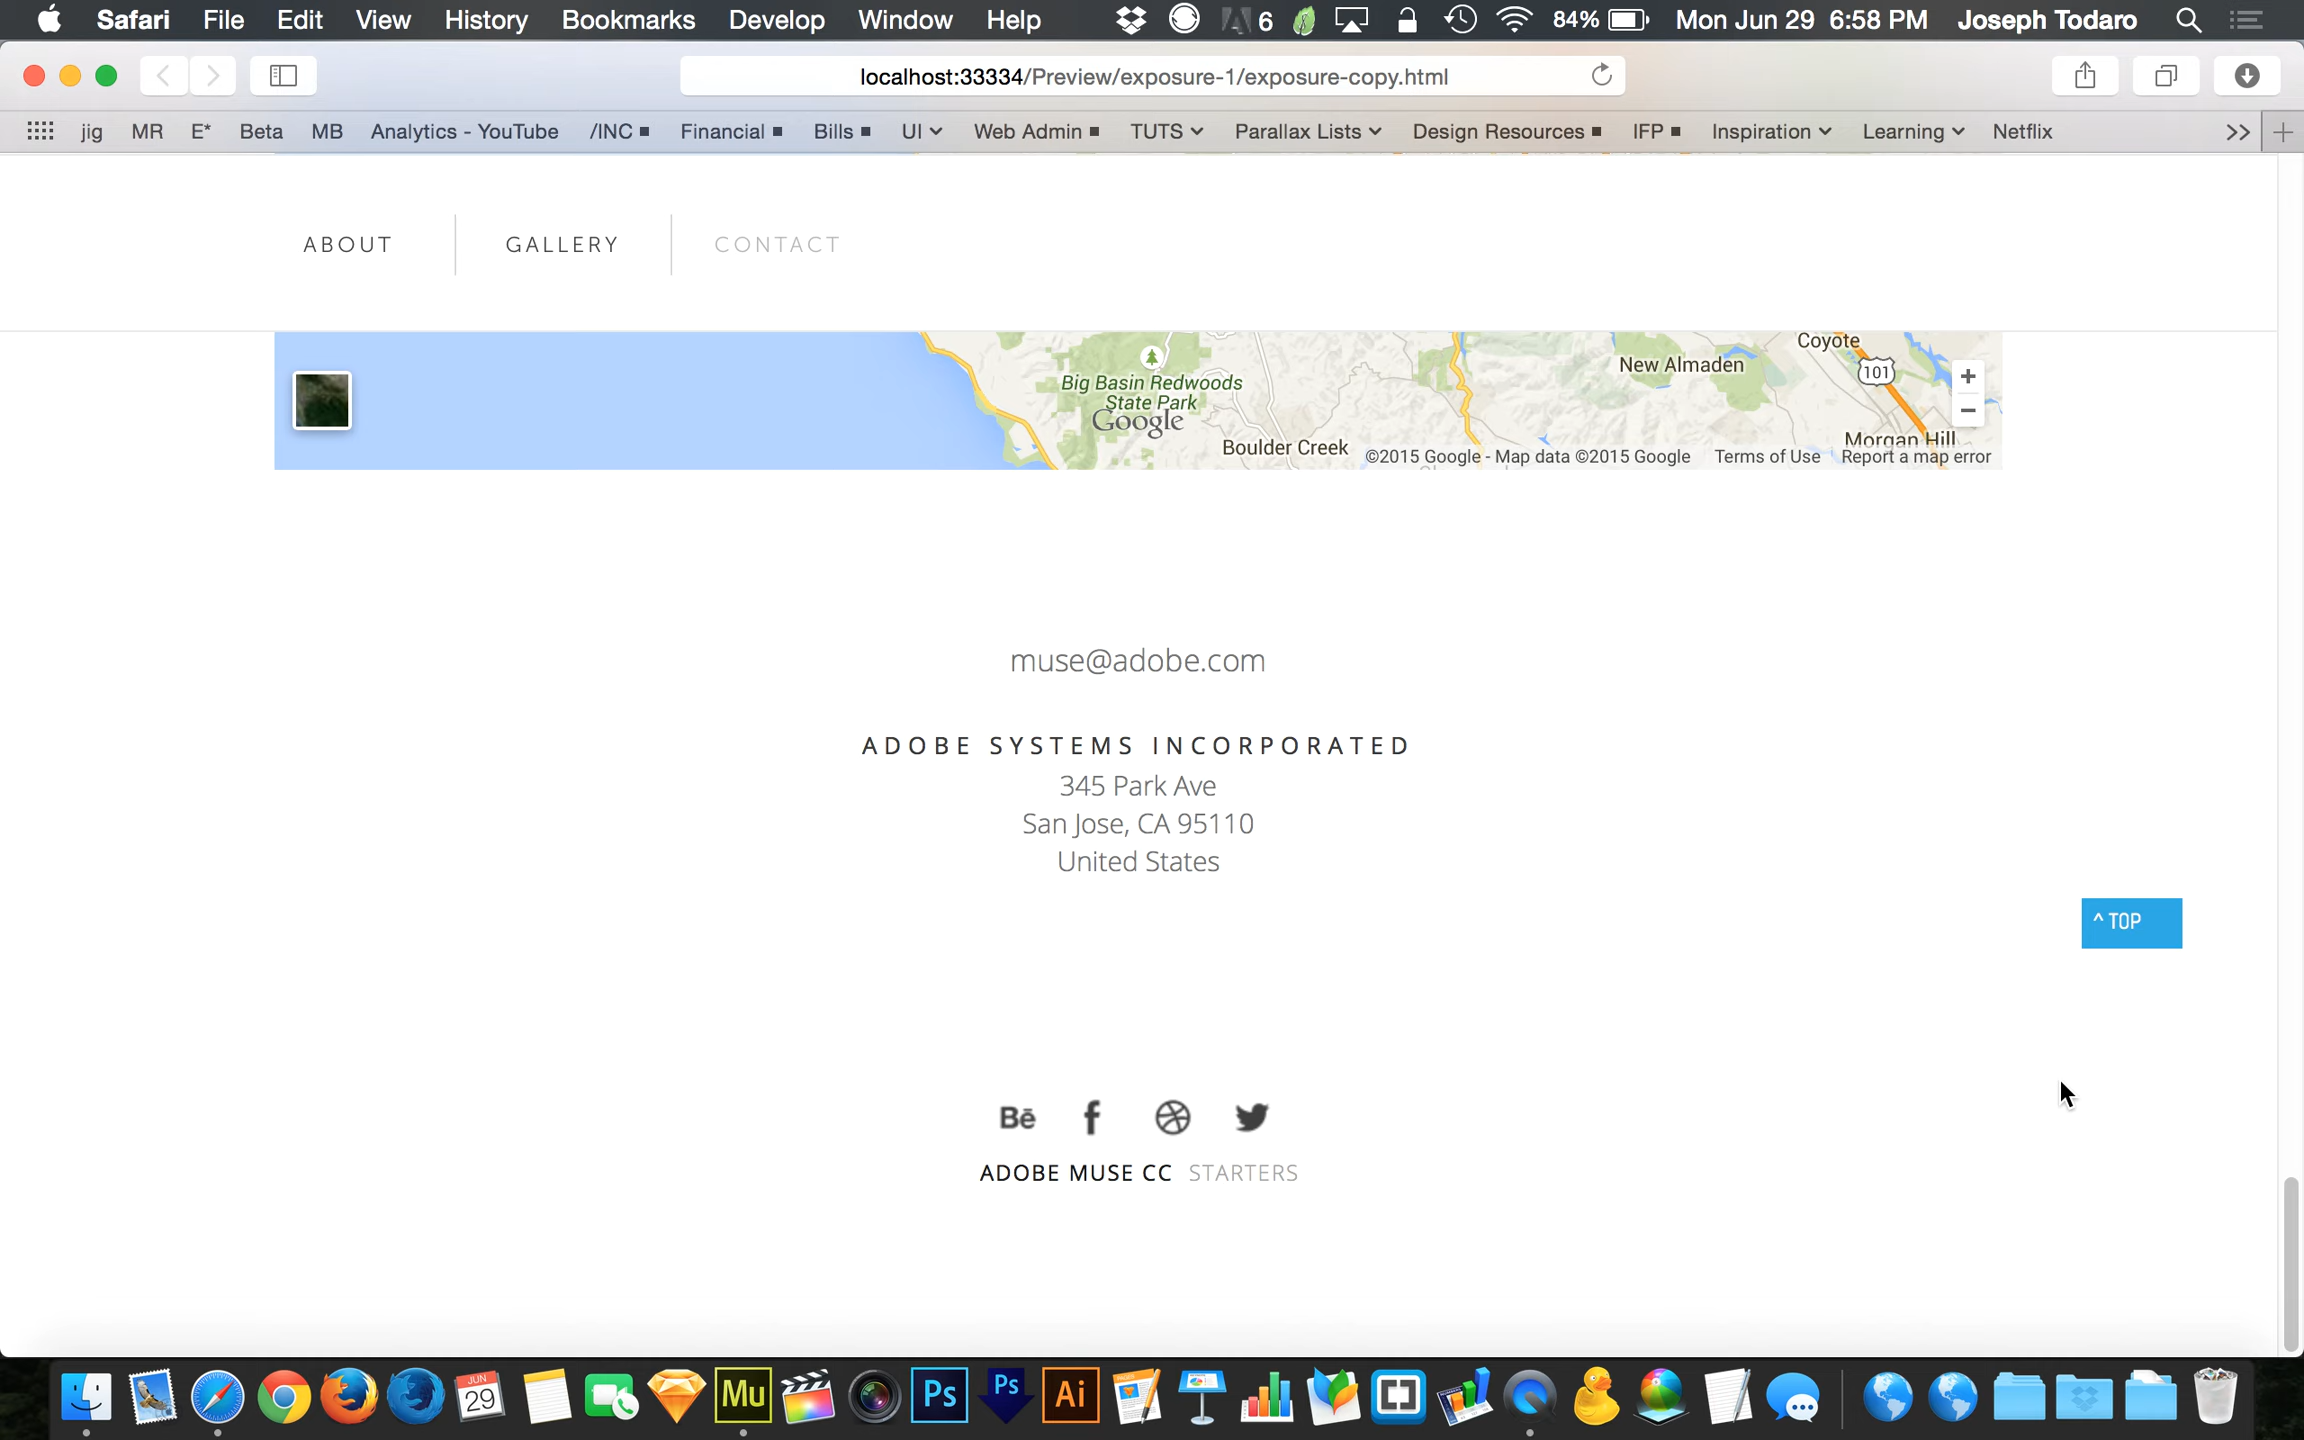 Safari File Edit View History Bookmarks Develop Window Help 6 84% Mon Jun 29 6:58 PM Joseph Todaro
localhost:33334/Preview/exposure-1/exposure-copy.html
jig MR E* Beta MB Analytics - YouTube /INC Financial Bills UI Web Admin TUTS Parallax Lists Design Resources IFP Inspiration Learning Netflix
ABOUT GALLERY CONTACT
Coyote
New Almaden
101
Big Basin Redwoods
State Park
Google
Boulder Creek
Morgan Hill
©2015 Google - Map data ©2015 Google Terms of Use Report a map error
muse@adobe.com
ADOBE SYSTEMS INCORPORATED
345 Park Ave
San Jose, CA 95110
United States
^ TOP
Bē
ADOBE MUSE CC STARTERS
JUN
29
Mu
Ps
Ps
Ai